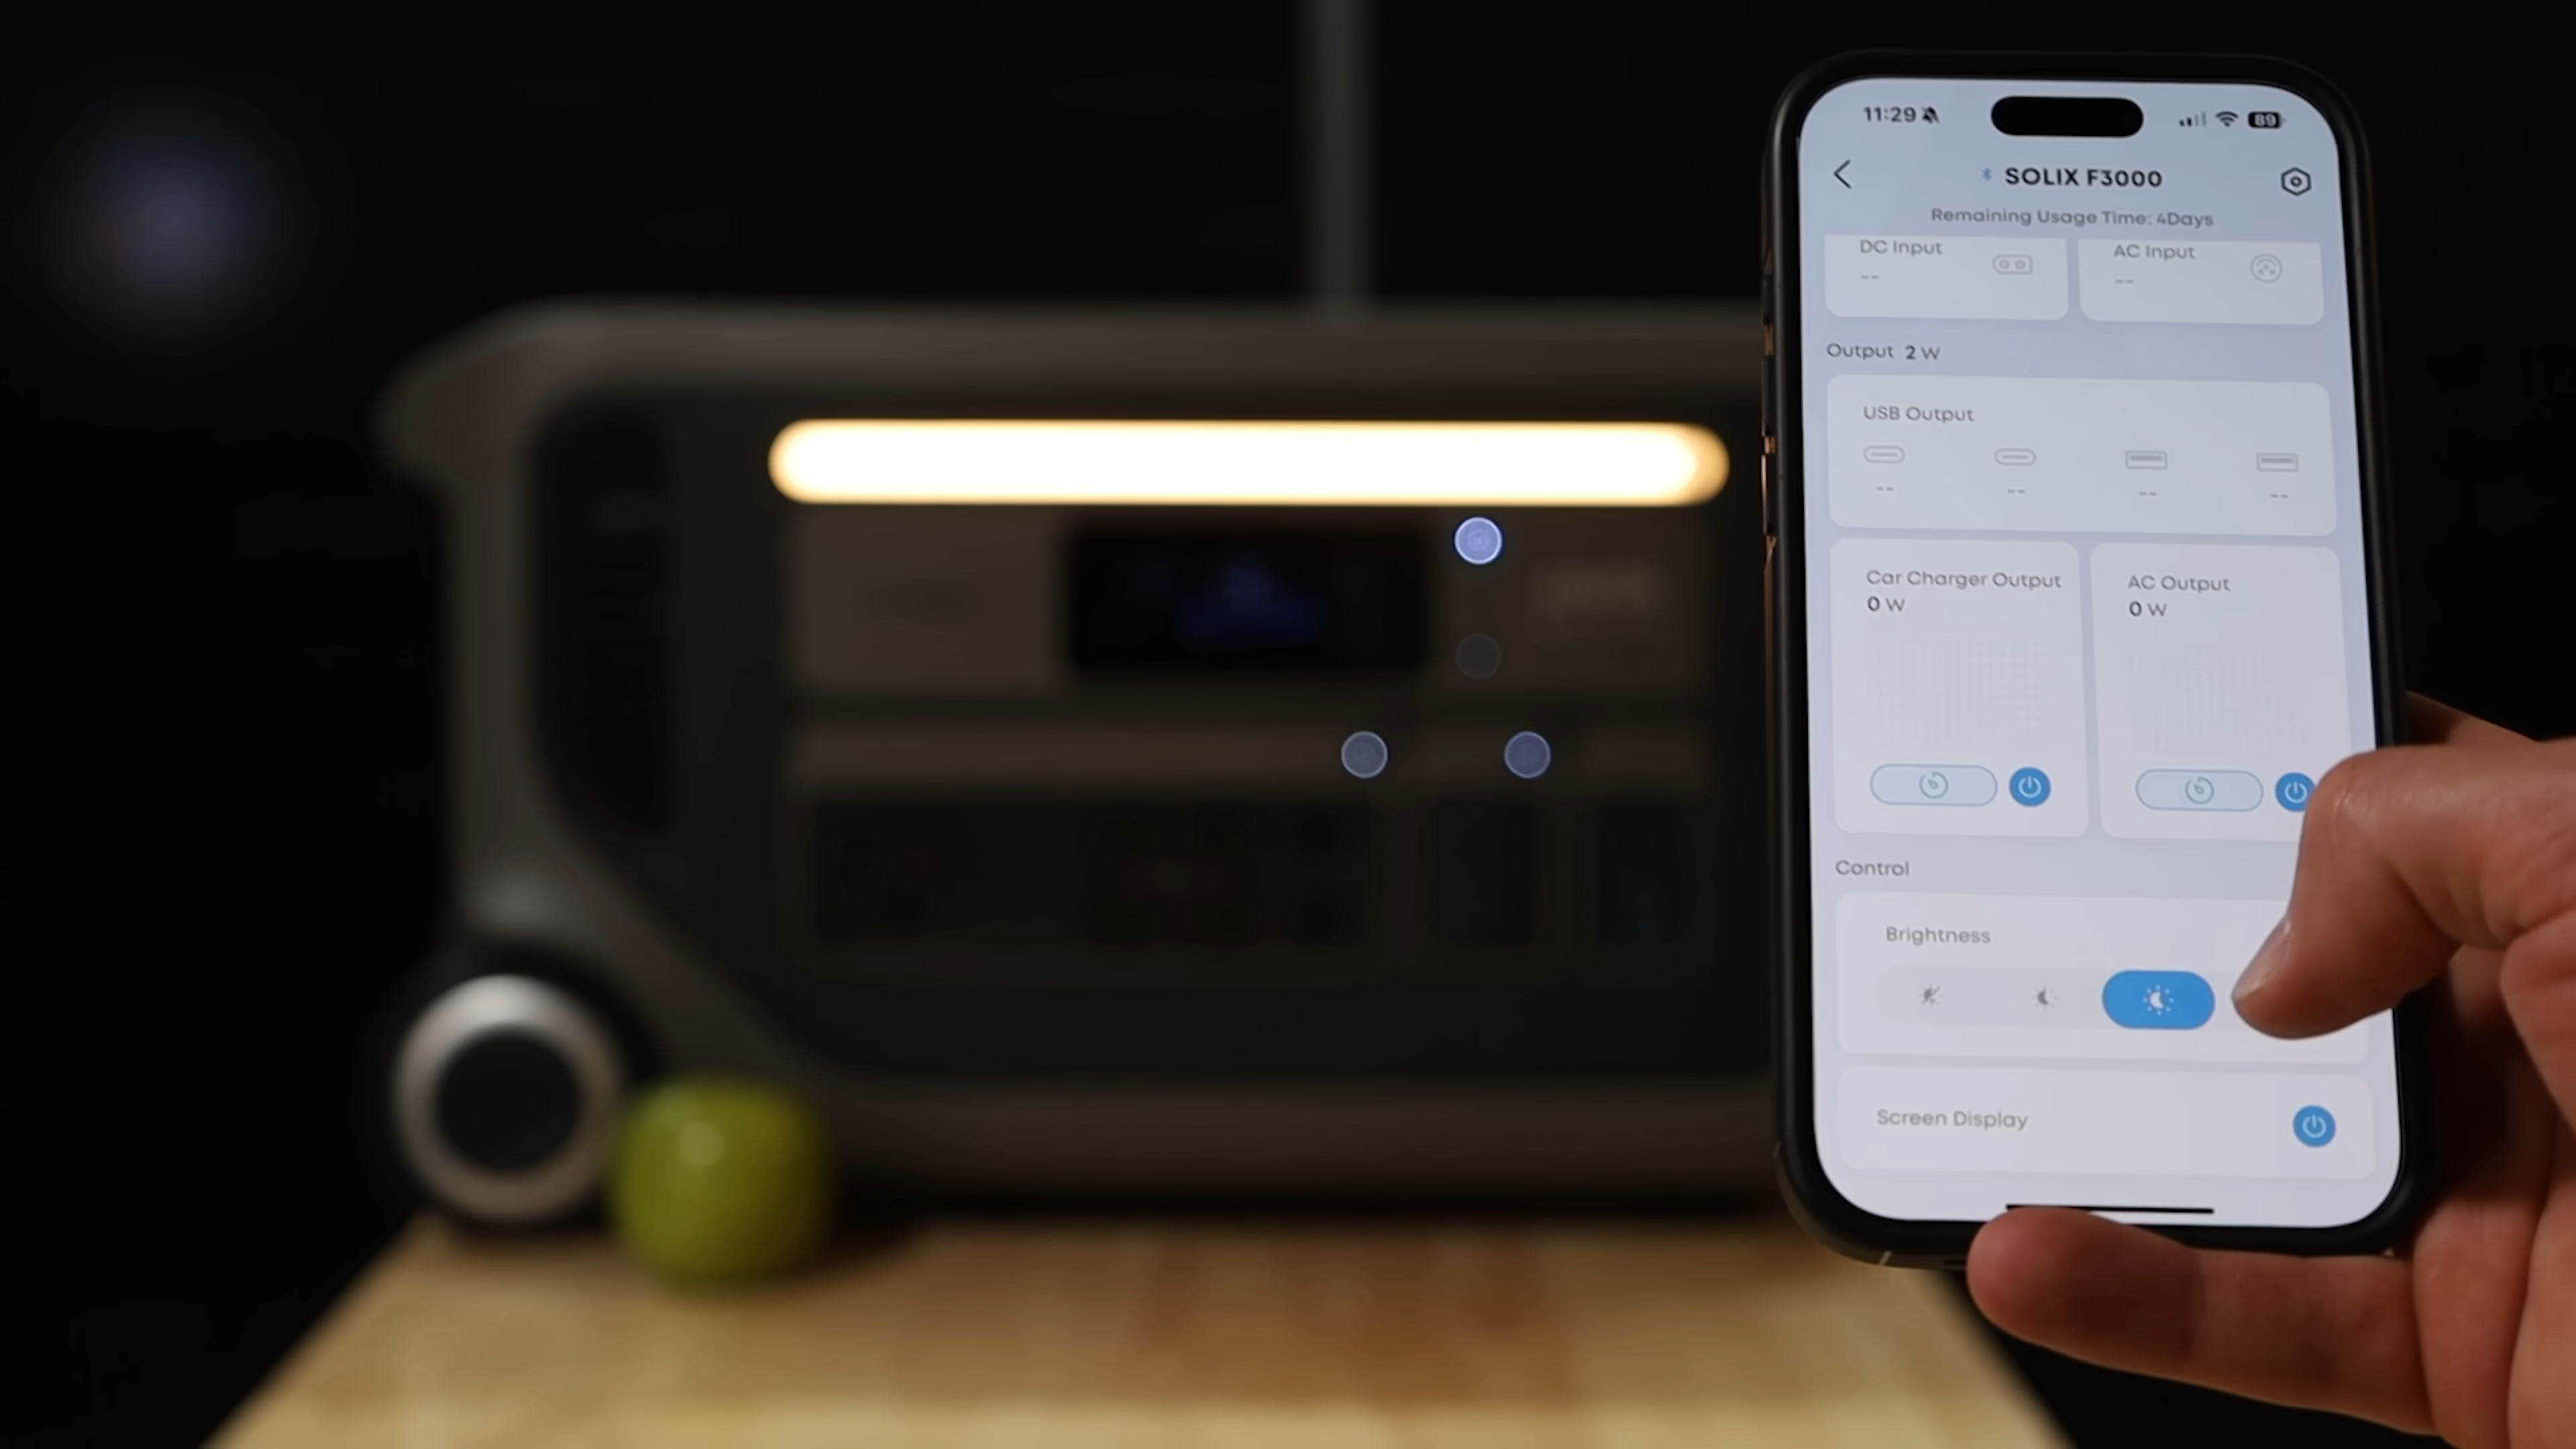 11:29
89
SOLIX F3000
Remaining Usage Time: 4Days
DC Input
--
AC Input
--
Output 2 W
USB Output
-- -- -- --
Car Charger Output
0 W
AC Output
0 W
Control
Brightness
Screen Display